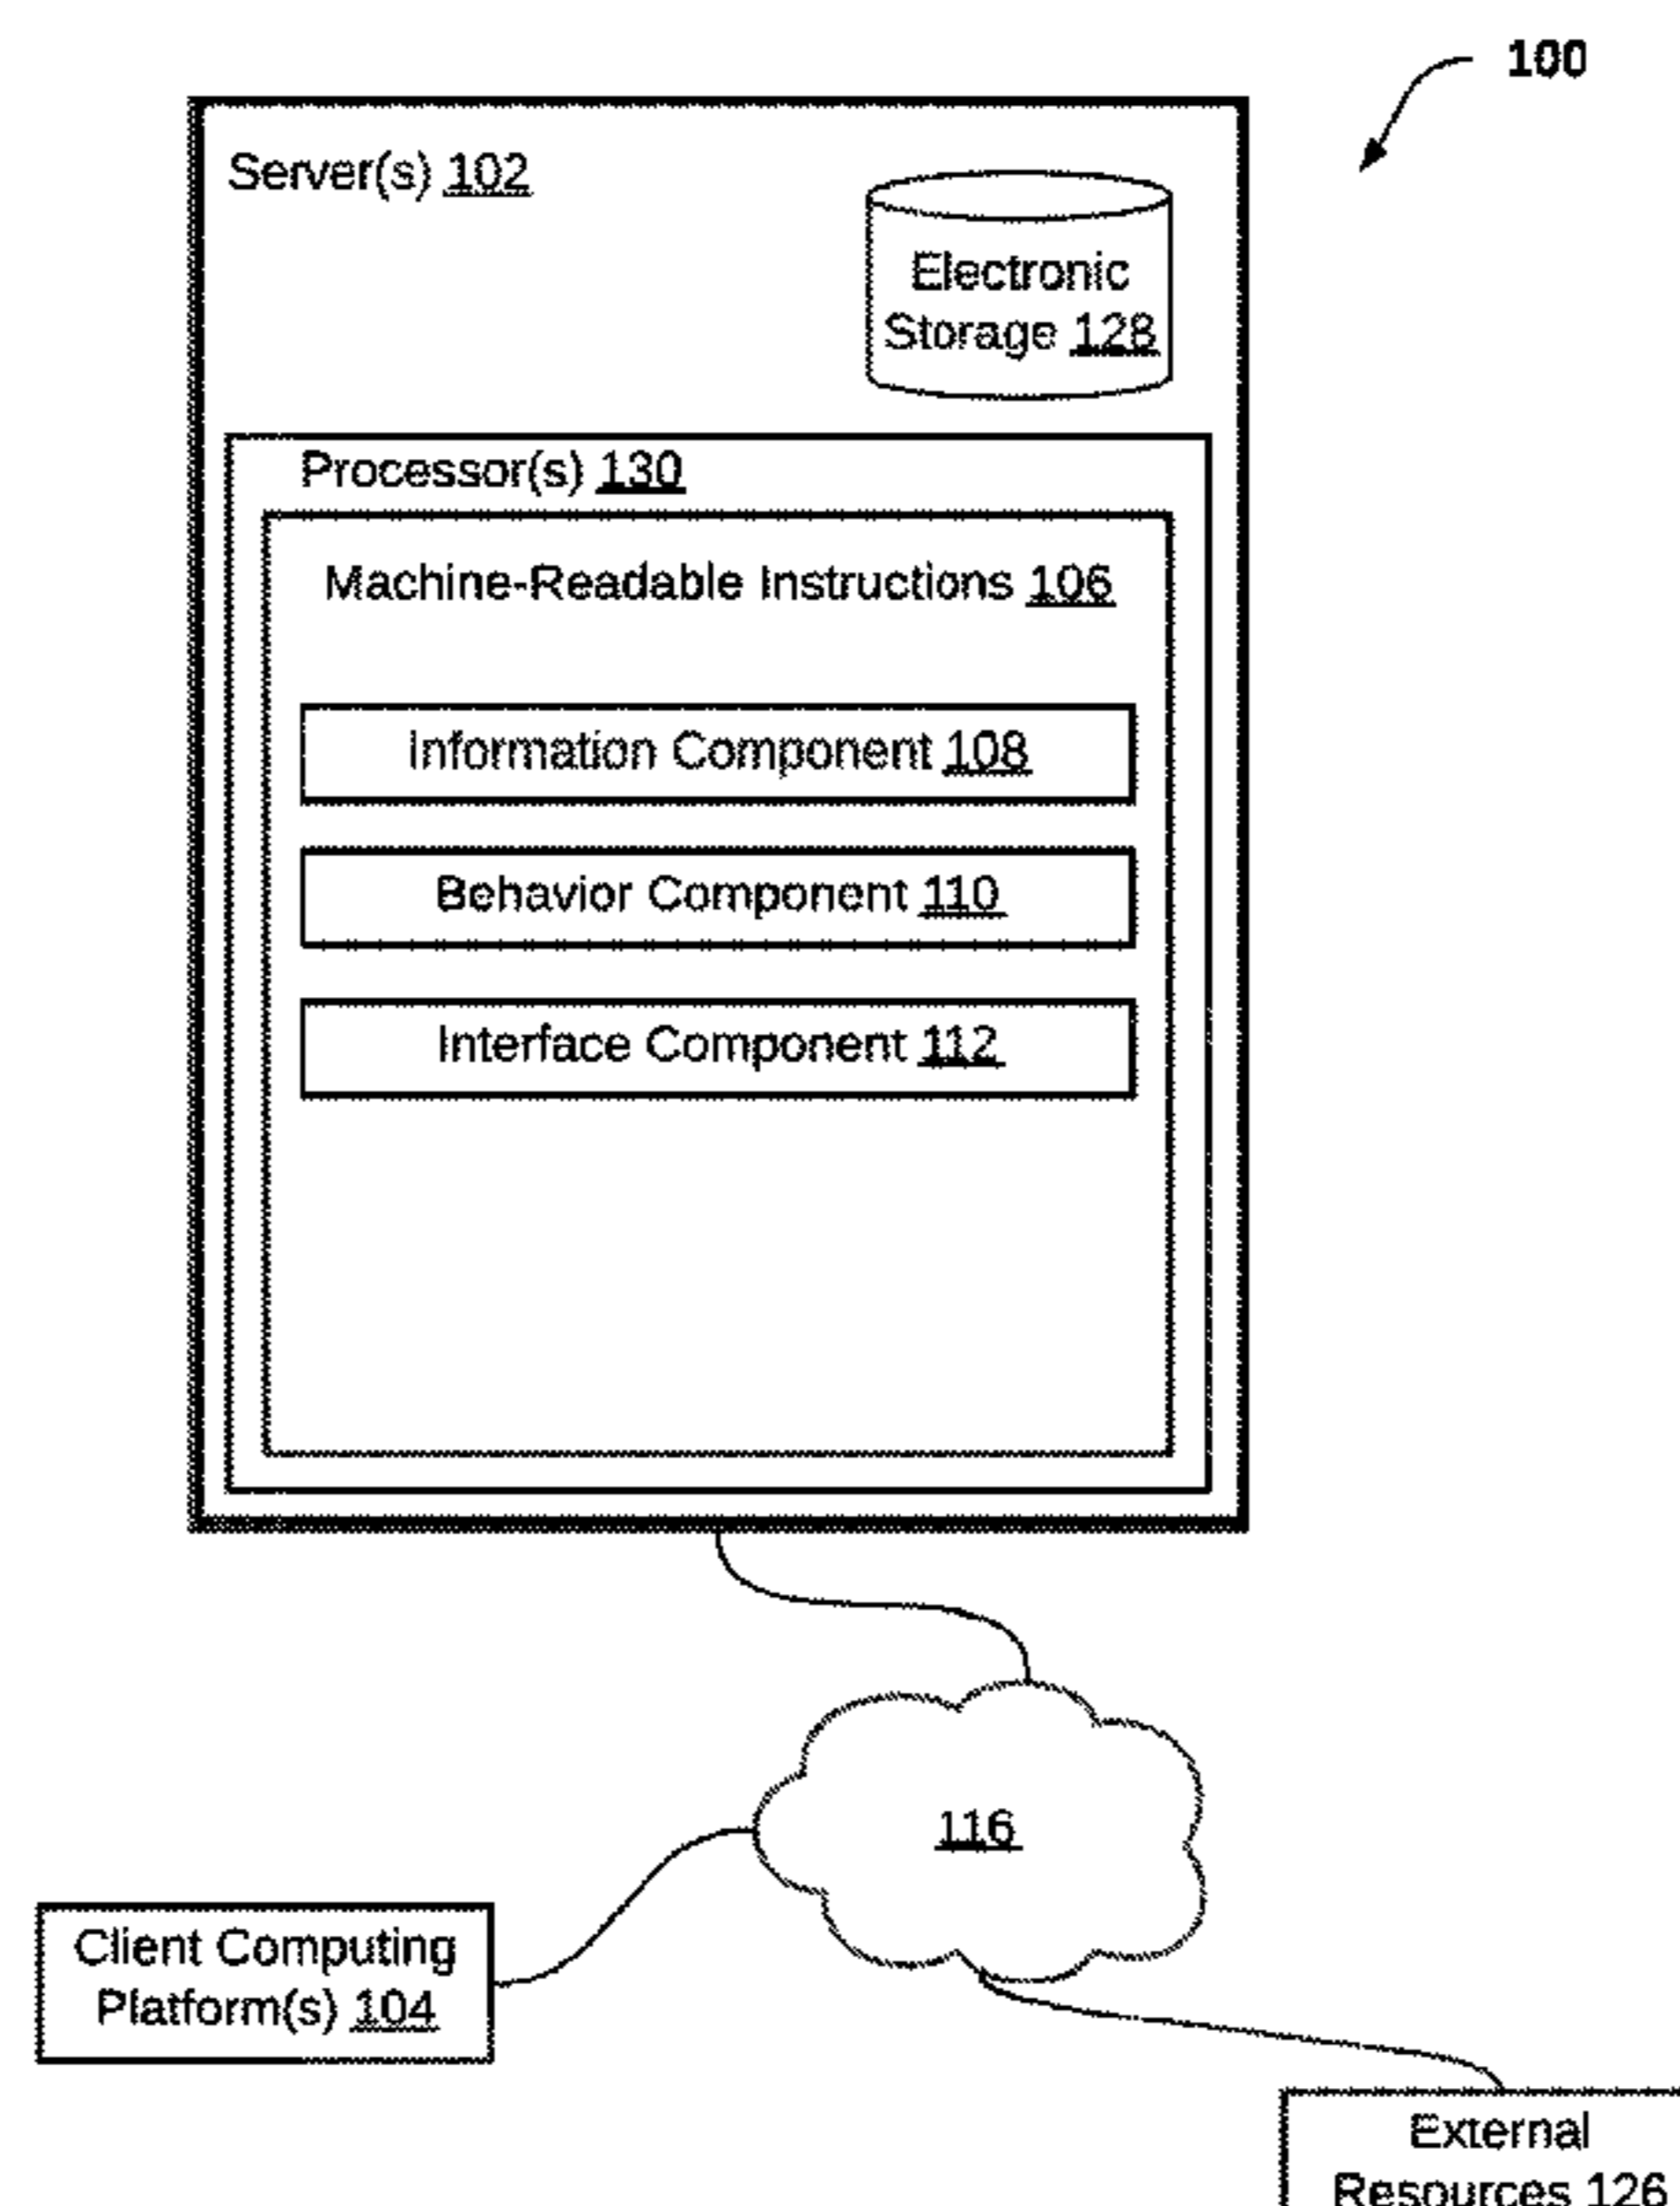 100
Server(s) 102
Electronic
Storage 128
Processor(s) 130
Machine-Readable Instructions 106
Information Component 108
Behavior Component 110
Interface Component 112
116
Client Computing
Platform(s) 104
External
Resources 126